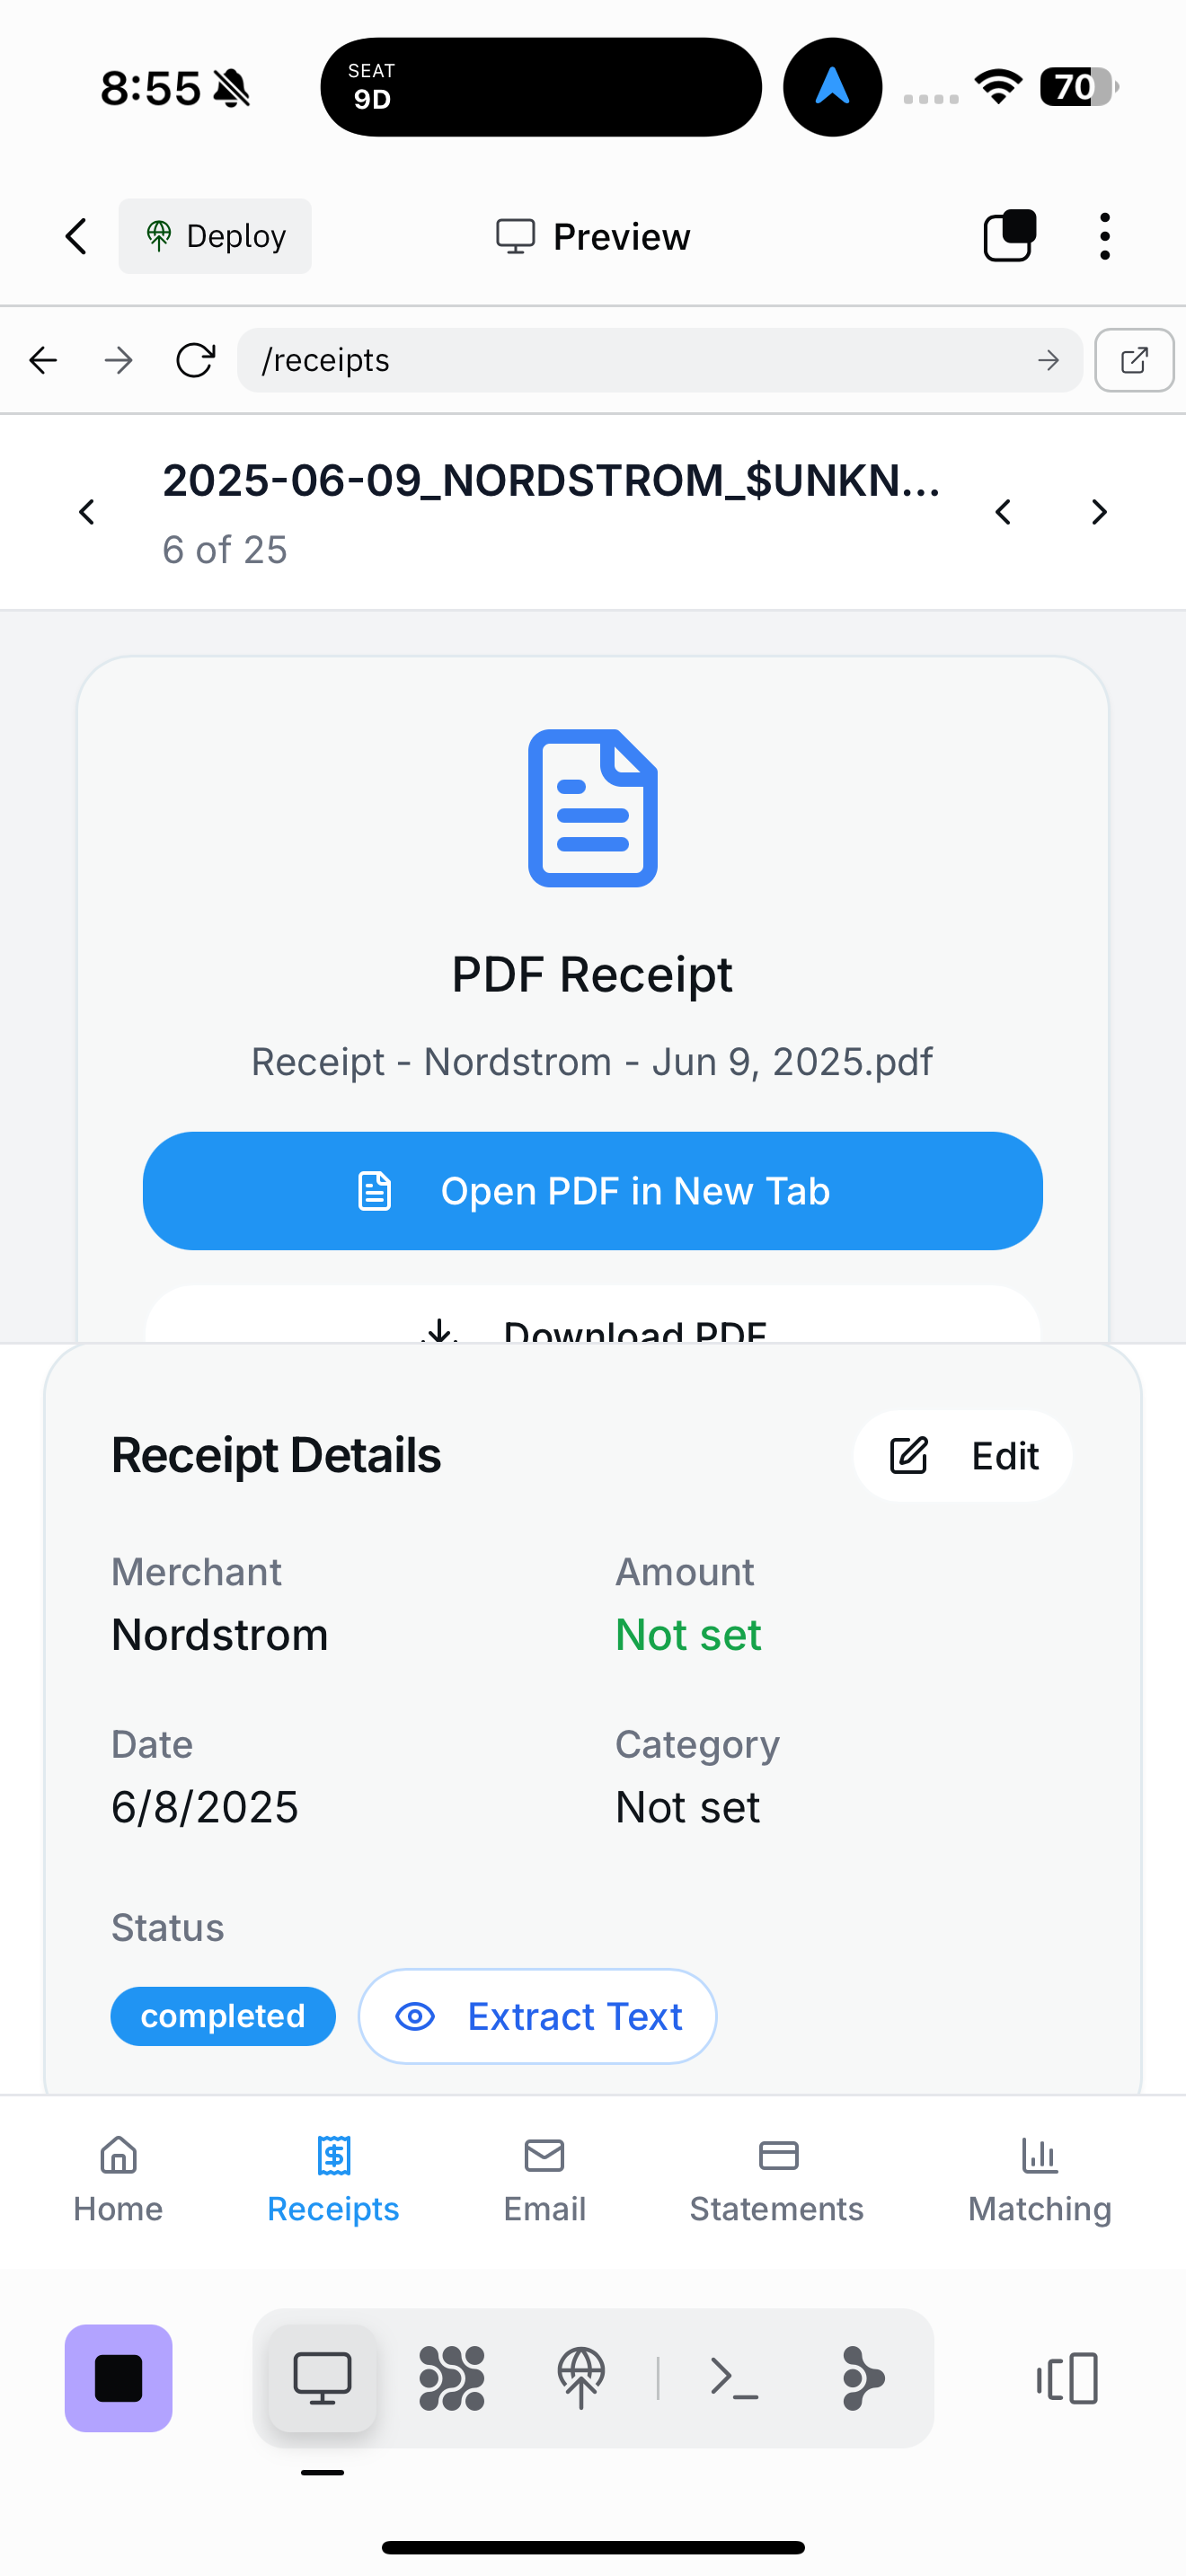 8:55
SEAT
9D
70
Deploy
Preview
/receipts
2025-06-09_NORDSTROM_$UNKN...
6 of 25
PDF Receipt
Receipt - Nordstrom - Jun 9, 2025.pdf
Open PDF in New Tab
Download PDF
Receipt Details
Edit
Merchant
Amount
Nordstrom
Not set
Date
Category
6/8/2025
Not set
Status
completed
Extract Text
Home
Receipts
Email
Statements
Matching